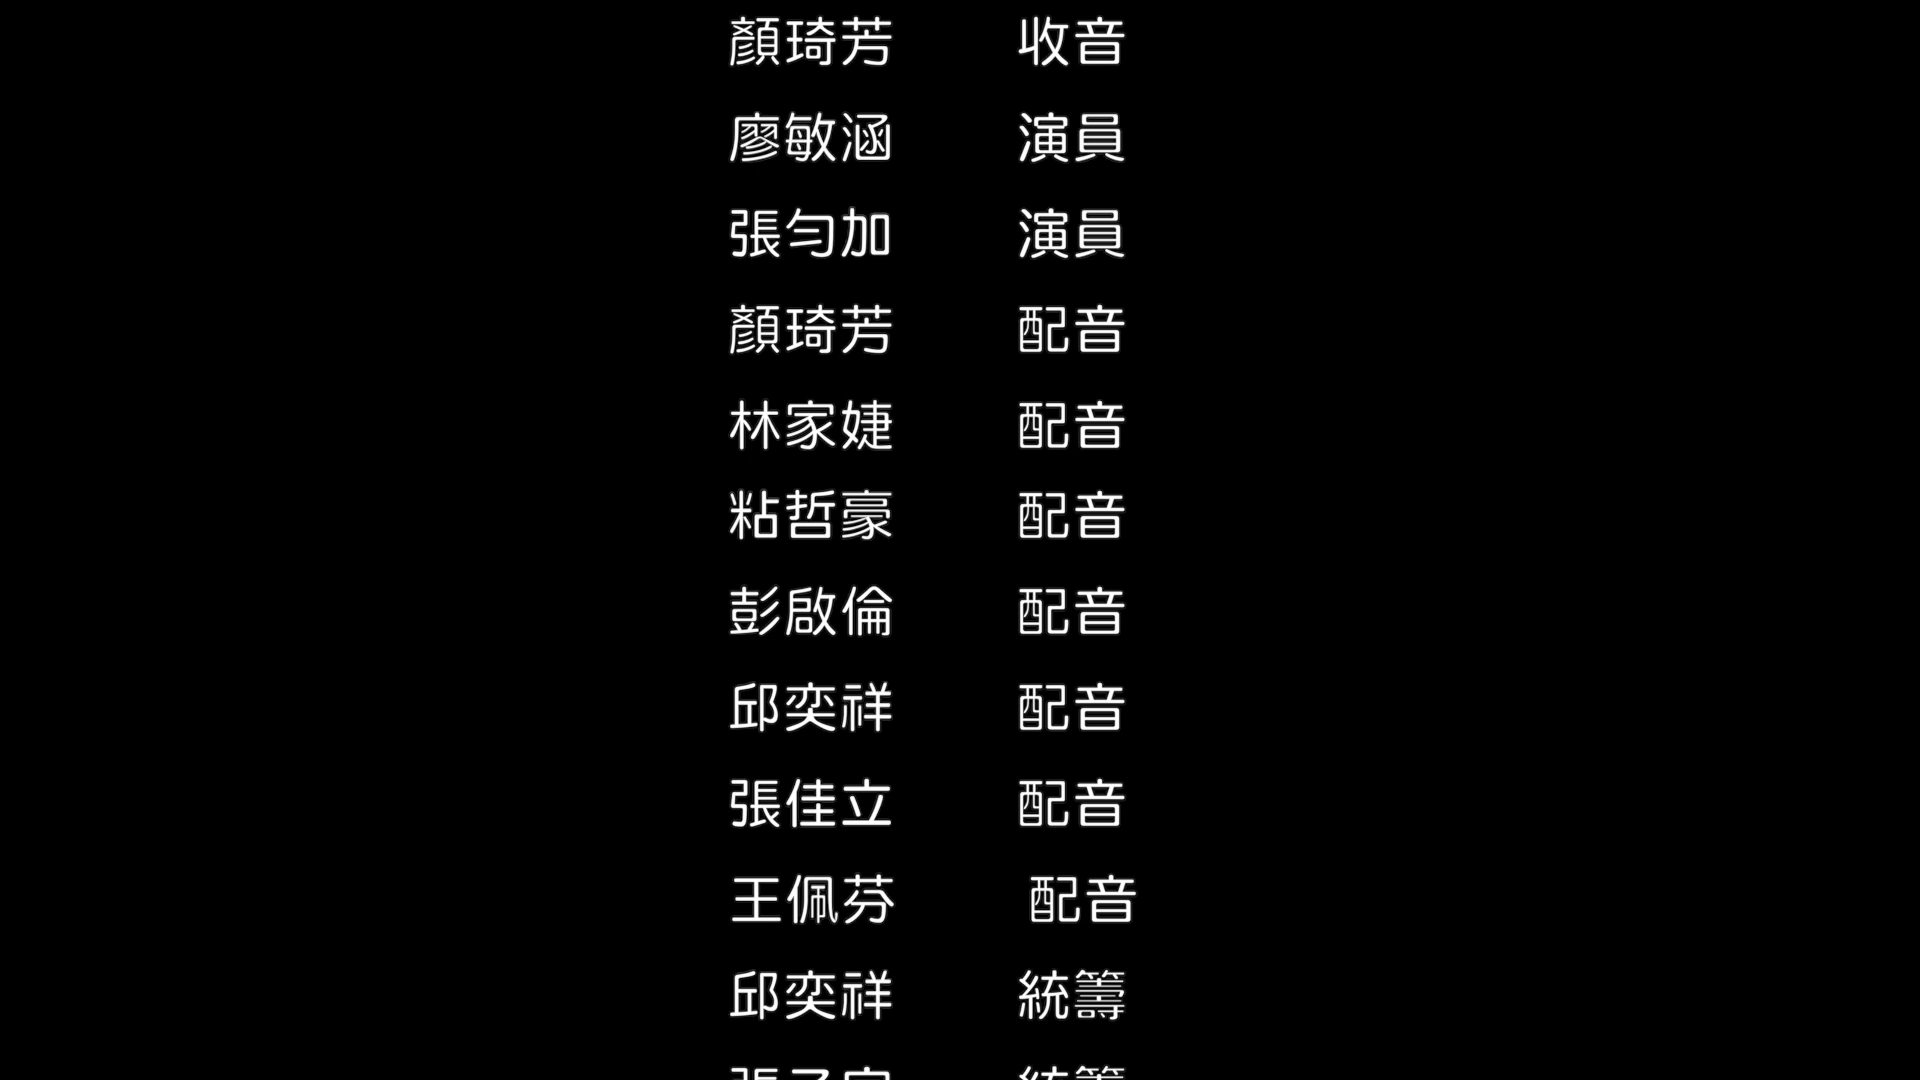 顏琦芳 收音
廖敏涵 演員
張勻加 演員
顏琦芳 配音
林家婕 配音
粘哲豪 配音
彭啟倫 配音
邱奕祥 配音
張佳立 配音
王佩芬 配音
邱奕祥 統籌